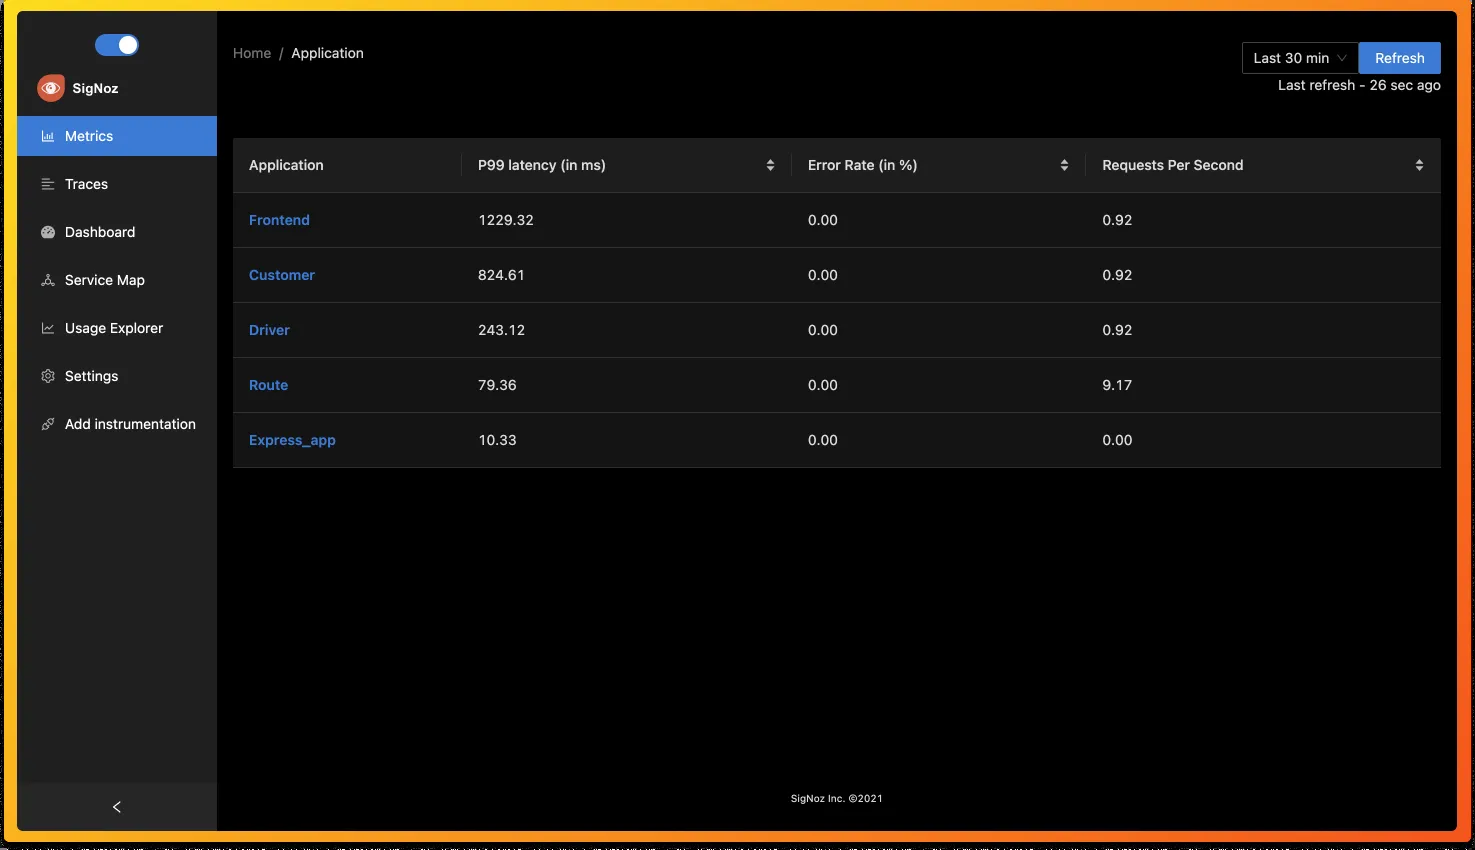 SigNoz
Metrics
Traces
Dashboard
Service Map
Usage Explorer
Settings
Add instrumentation
Home / Application
Last 30 min
Refresh
Last refresh - 26 sec ago
Application P99 latency (in ms) Error Rate (in %) Requests Per Second
Frontend 1229.32 0.00 0.92
Customer 824.61 0.00 0.92
Driver 243.12 0.00 0.92
Route 79.36 0.00 9.17
Express_app 10.33 0.00 0.00
SigNoz Inc. ©2021